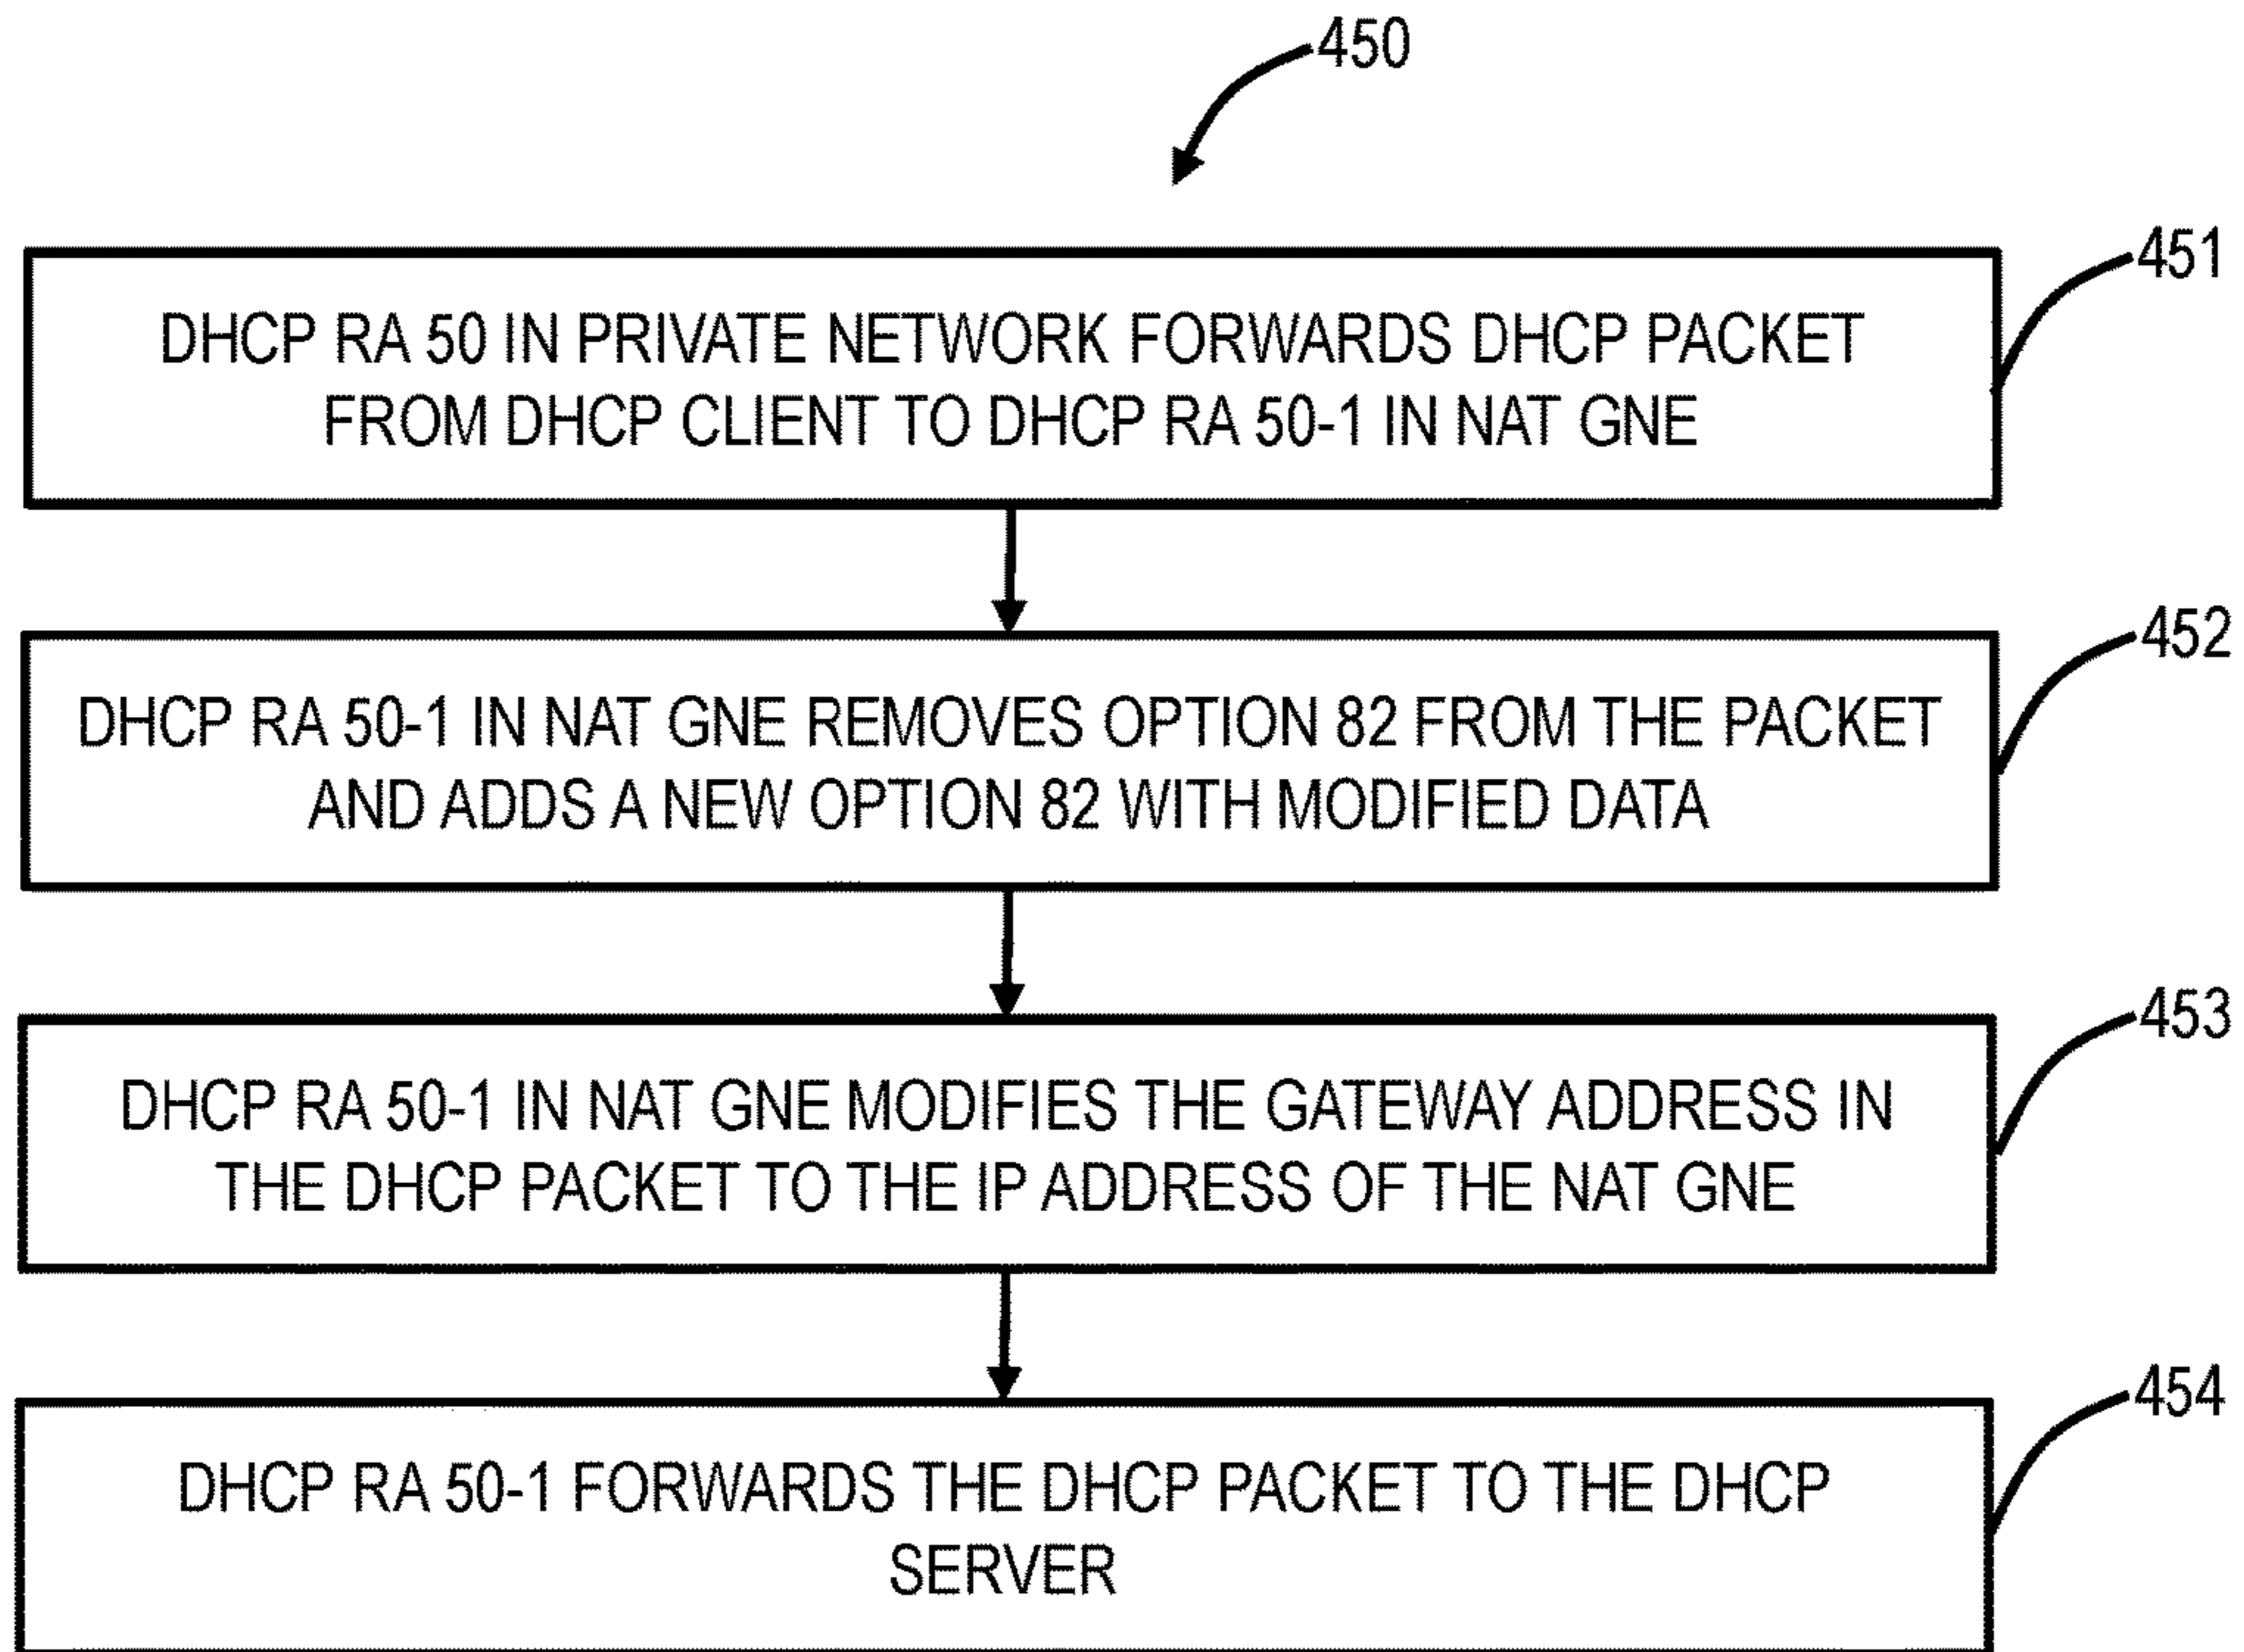 450
451
DHCP RA 50 IN PRIVATE NETWORK FORWARDS DHCP PACKET
FROM DHCP CLIENT TO DHCP RA 50-1 IN NAT GNE
452
DHCP RA 50-1 IN NAT GNE REMOVES OPTION 82 FROM THE PACKET
AND ADDS A NEW OPTION 82 WITH MODIFIED DATA
453
DHCP RA 50-1 IN NAT GNE MODIFIES THE GATEWAY ADDRESS IN
THE DHCP PACKET TO THE IP ADDRESS OF THE NAT GNE
454
DHCP RA 50-1 FORWARDS THE DHCP PACKET TO THE DHCP
SERVER